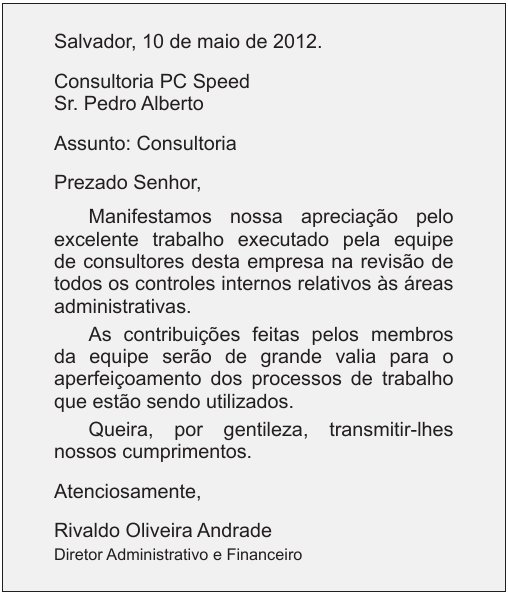 Salvador, 10 de maio de 2012.
Consultoria PC Speed
Sr. Pedro Alberto
Assunto: Consultoria
Prezado Senhor,
Manifestamos nossa apreciação pelo
excelente trabalho executado pela equipe
de consultores desta empresa na revisão de
todos os controles internos relativos às áreas
administrativas.
As contribuições feitas pelos membros
da equipe serão de grande valia para o
aperfeiçoamento dos processos de trabalho
que estão sendo utilizados.
Queira, por gentileza, transmitir-lhes
nossos cumprimentos.
Atenciosamente,
Rivaldo Oliveira Andrade
Diretor Administrativo e Financeiro